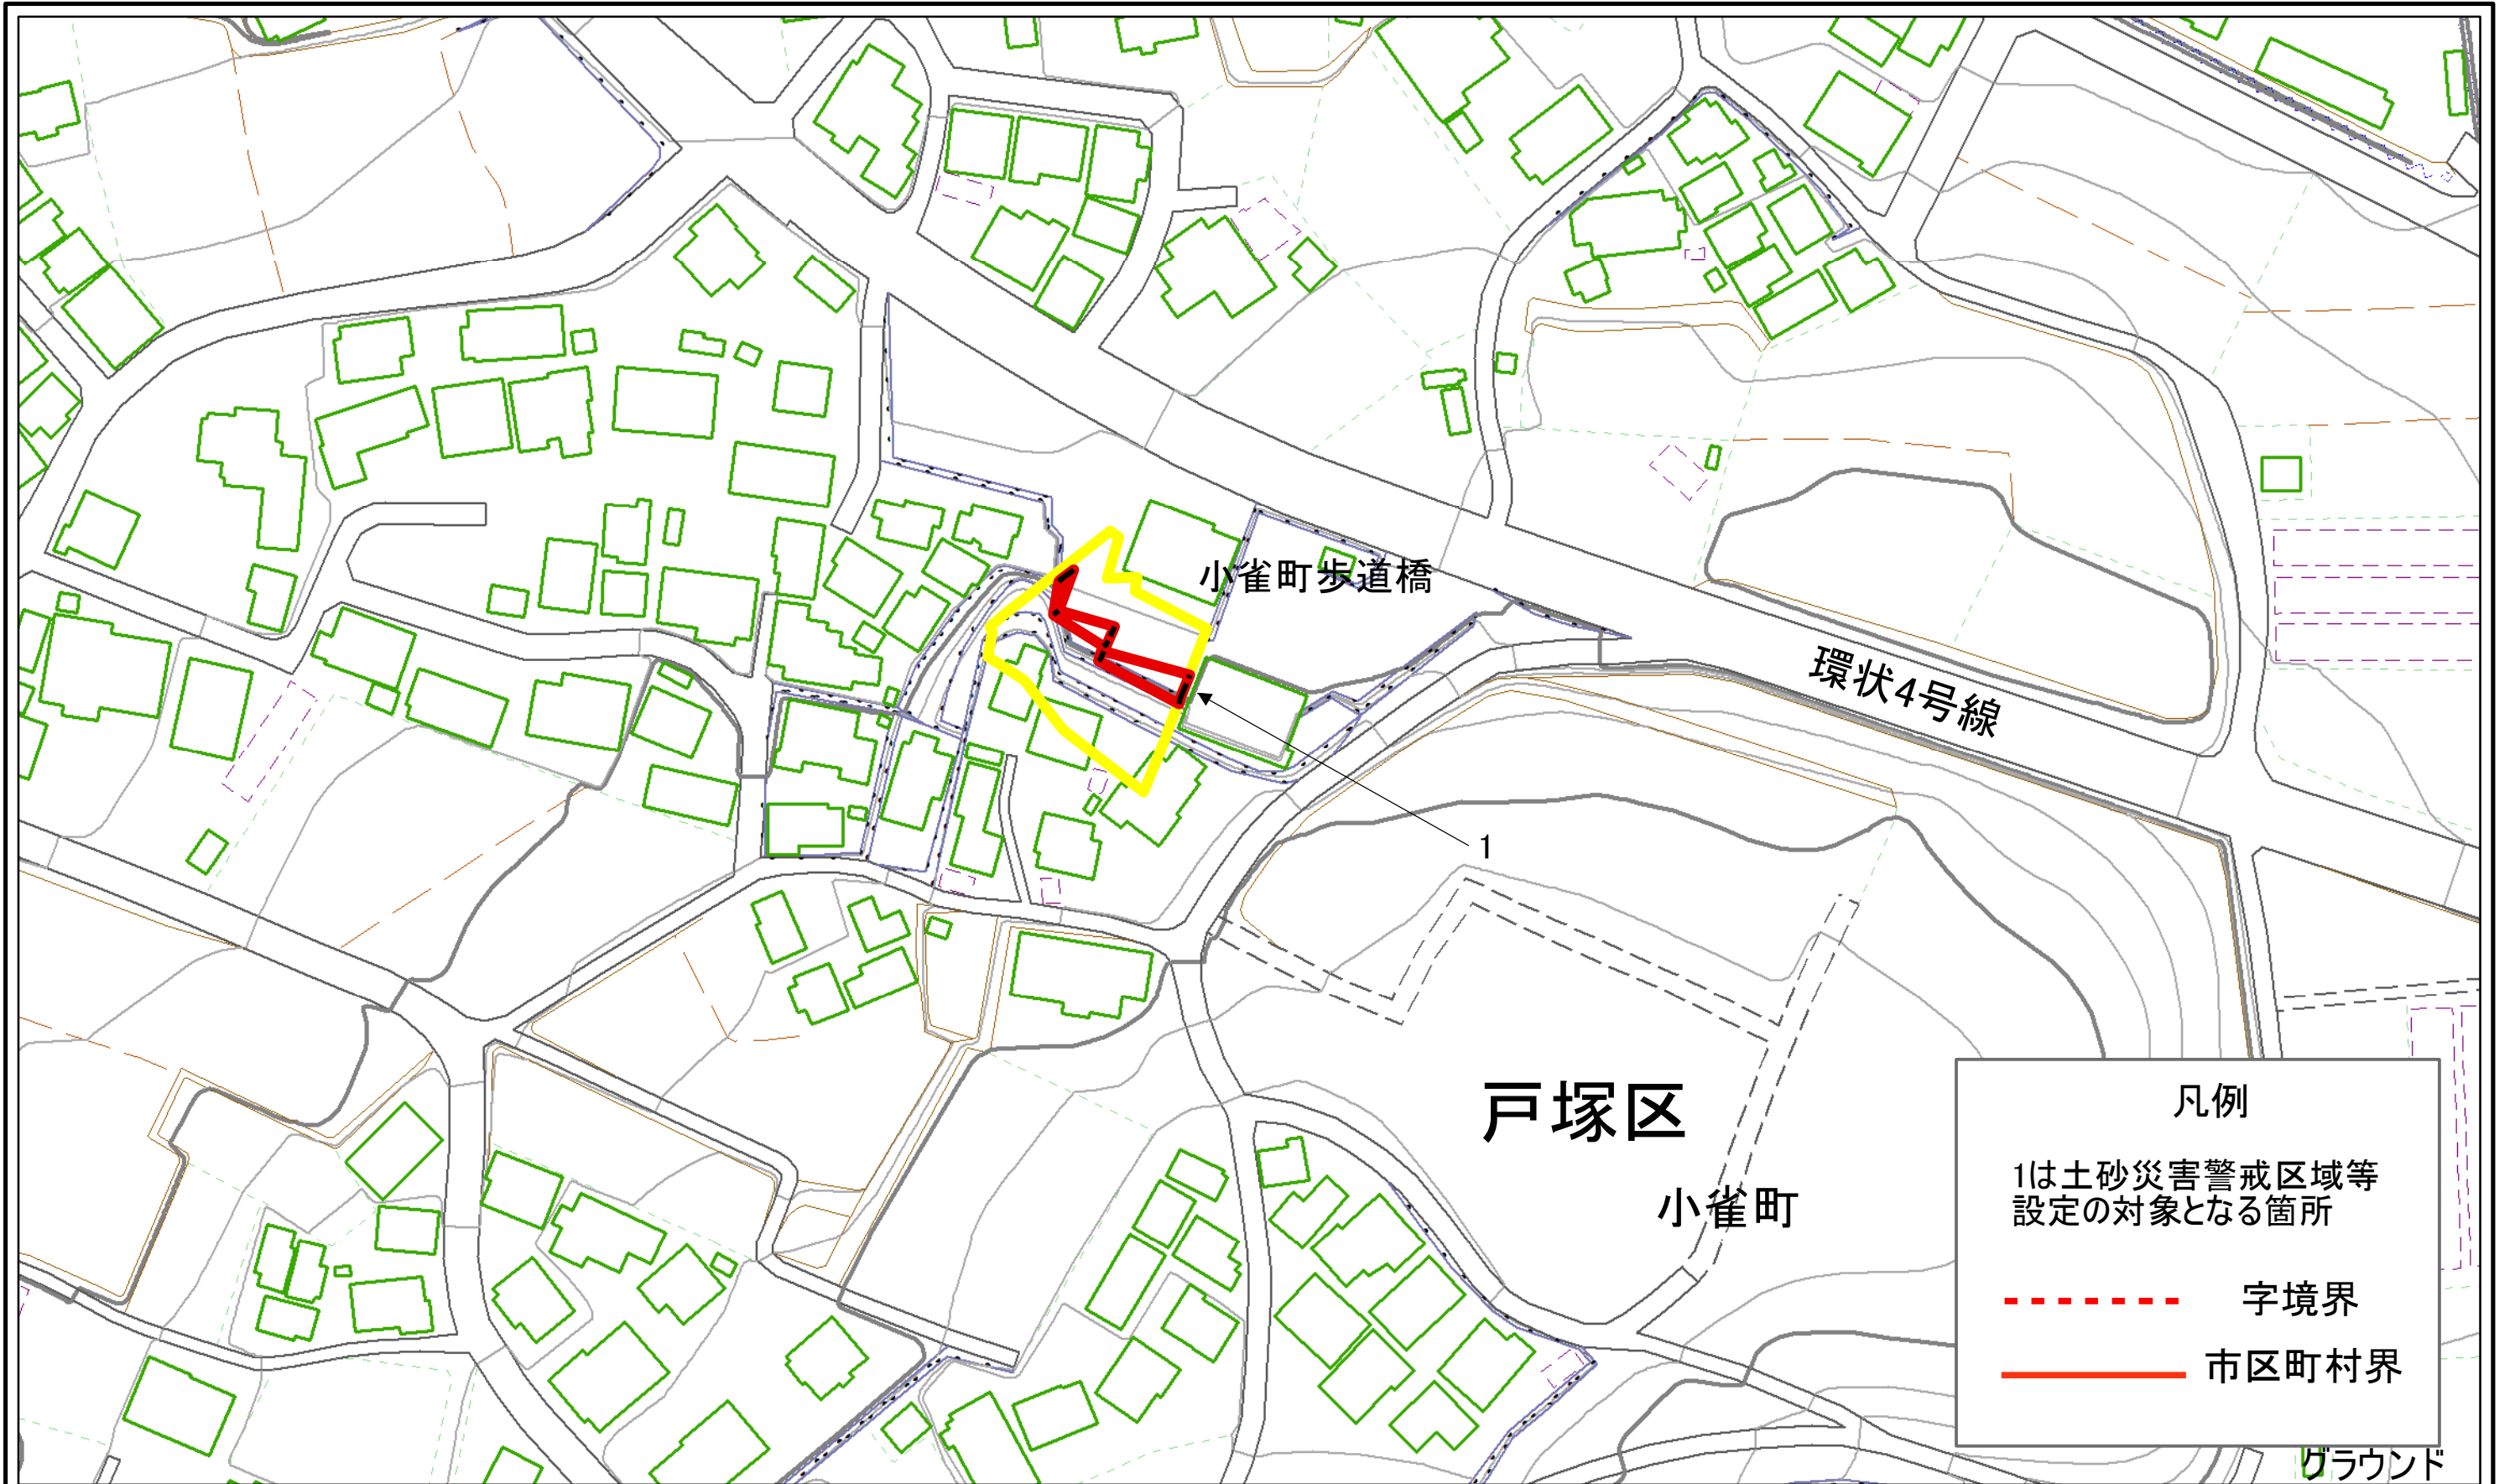 小雀町歩道橋
環状4号線
1
戸塚区
小雀町
凡例
1は土砂災害警戒区域等
設定の対象となる箇所
字境界
市区町村界
グラウンド